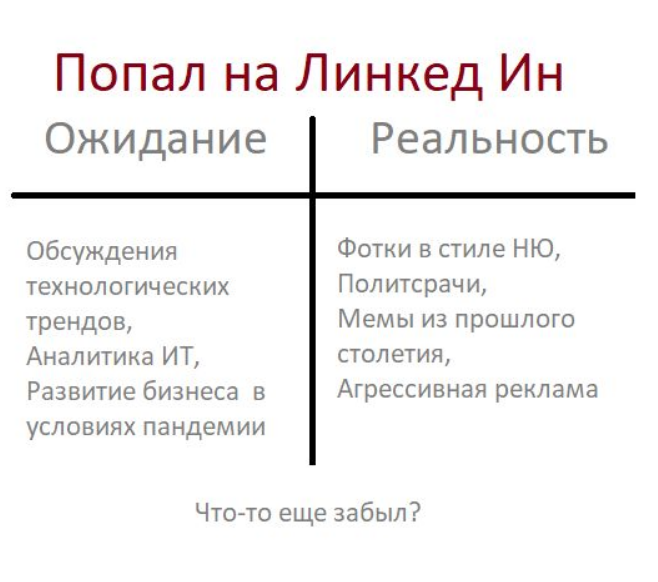 Попал на Линкед Ин
Ожидание
Реальность
Обсуждения
технологических
трендов,
Аналитика ИТ,
Развитие бизнеса в
условиях пандемии
Фотки в стиле НЮ,
Политсрачи,
Мемы из прошлого
столетия,
Агрессивная реклама
Что-то еще забыл?